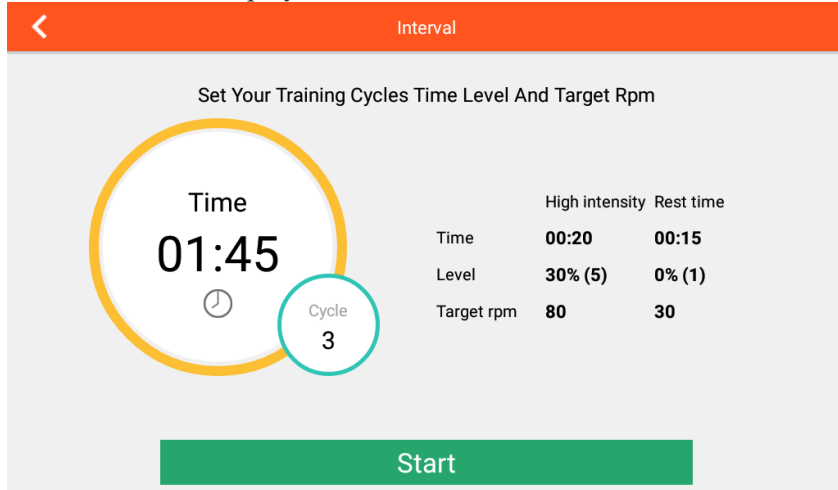 Interval
Set Your Training Cycles Time Level And Target Rpm
Time
01:45
Cycle
3
High intensity Rest time
Time 00:20 00:15
Level 30% (5) 0% (1)
Target rpm 80 30
Start